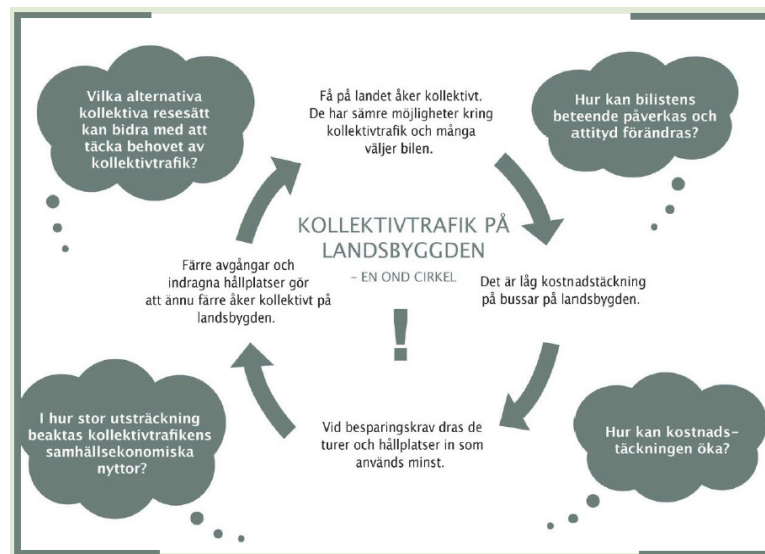 Vilka alternativa
kollektiva resesätt
kan bidra med att
täcka behovet av
kollektivtrafik?
Få på landet åker kollektivt.
De har sämre möjligheter kring
kollektivtrafik och många
väljer bilen.
Hur kan bilistens
beteende påverkas och
attityd förändras?
KOLLEKTIVTRAFIK PÅ
LANDSBYGGDEN
– EN OND CIRKEL
!
Färre avgångar och
indragna hållplatser gör
att ännu färre åker kollektivt på
landsbygden.
Det är låg kostnadstäckning
på bussar på landsbygden.
I hur stor utsträckning
beaktas kollektivtrafikens
samhällsekonomiska
nyttor?
Vid besparingskrav dras de
turer och hållplatser in som
används minst.
Hur kan kostnads-
täckningen öka?